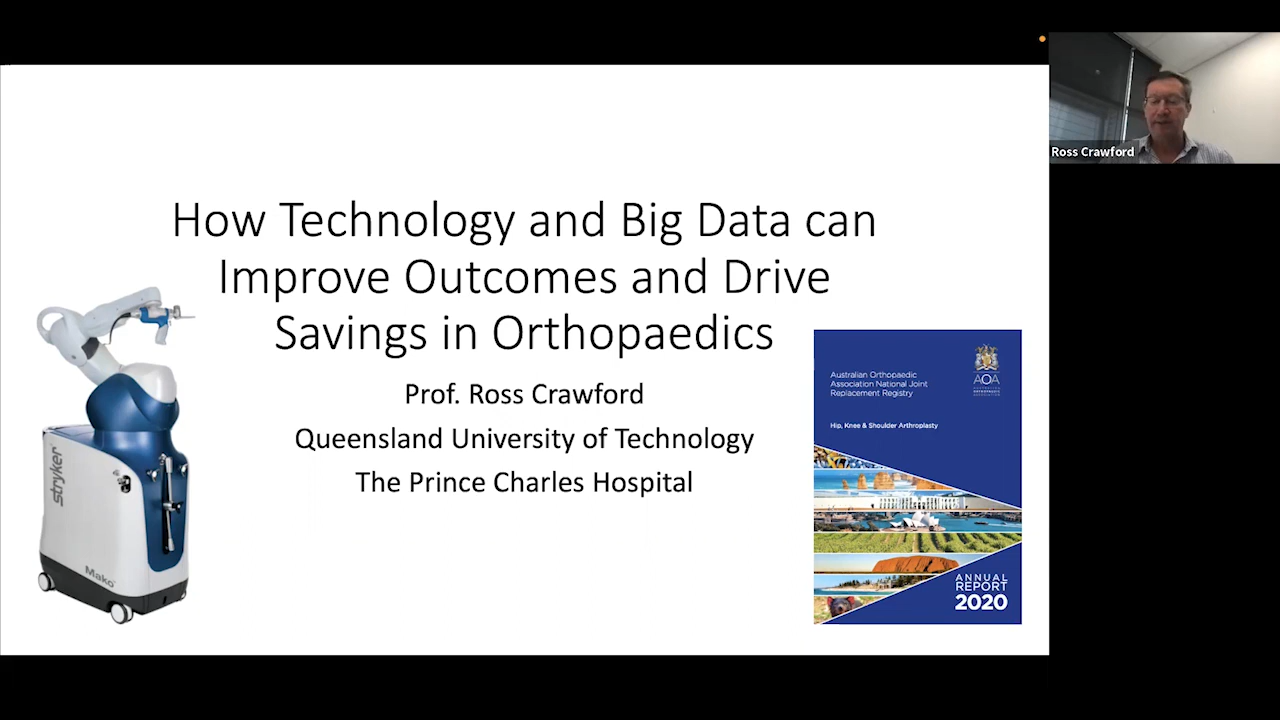 How Technology and Big Data can
Improve Outcomes and Drive
Savings in Orthopaedics
Prof. Ross Crawford
Queensland University of Technology
The Prince Charles Hospital
stryker
Mako
Australian Orthopaedic
Association National Joint
Replacement Registry
Hip, Knee & Shoulder Arthroplasty
AOA
ANNUAL
REPORT
2020
Ross Crawford